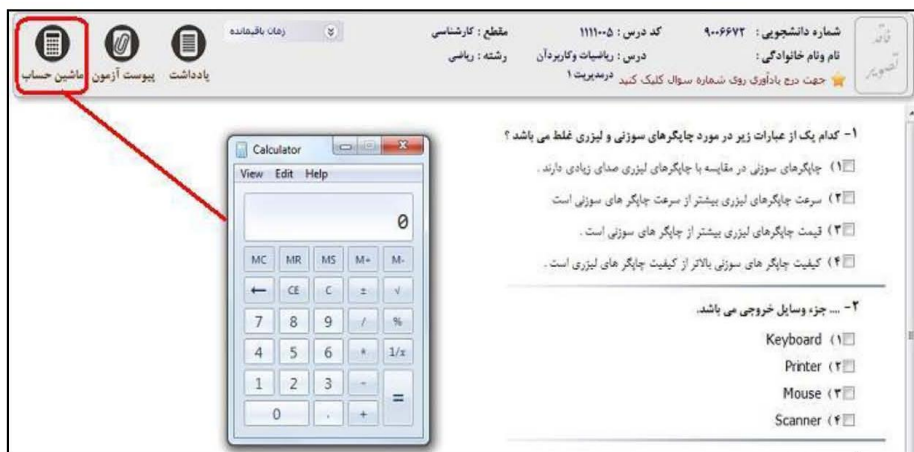 فاقد
تصویر
شماره دانشجویی : ۹۰۰۶۶۷۲
کد درس : ۱۱۱۱۰۰۵
مقطع : کارشناسی
نام ونام خانوادگی :
درس : ریاضیات وکاربردآن درمدیریت ۱
رشته : ریاضی
جهت درج یادآوری روی شماره سوال کلیک کنید
زمان باقیمانده
یادداشت
پیوست آزمون
ماشین حساب
۱- کدام یک از عبارات زیر در مورد چاپگرهای سوزنی و لیزری غلط می باشد ؟
۱) چاپگرهای سوزنی در مقایسه با چاپگرهای لیزری صدای زیادی دارند .
۲) سرعت چاپگرهای لیزری بیشتر از سرعت چاپگر های سوزنی است
۳) قیمت چاپگرهای لیزری بیشتر از چاپگر های سوزنی است .
۴) کیفیت چاپگر های سوزنی بالاتر از کیفیت چاپگر های لیزری است .
۲- .... جزء وسایل خروجی می باشد.
۱) Keyboard
۲) Printer
۳) Mouse
۴) Scanner
Calculator
View Edit Help
0
MC MR MS M+ M-
← CE C ± √
7 8 9 / %
4 5 6 * 1/x
1 2 3 - =
0 . +